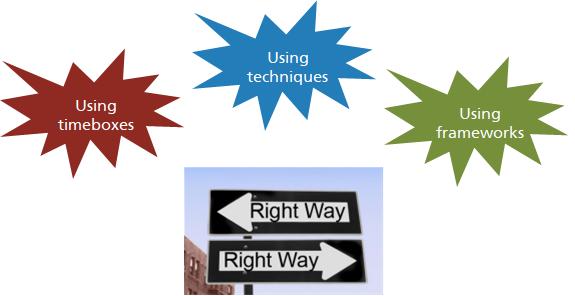 Using
timeboxes
Using
techniques
Using
frameworks
Right Way
Right Way